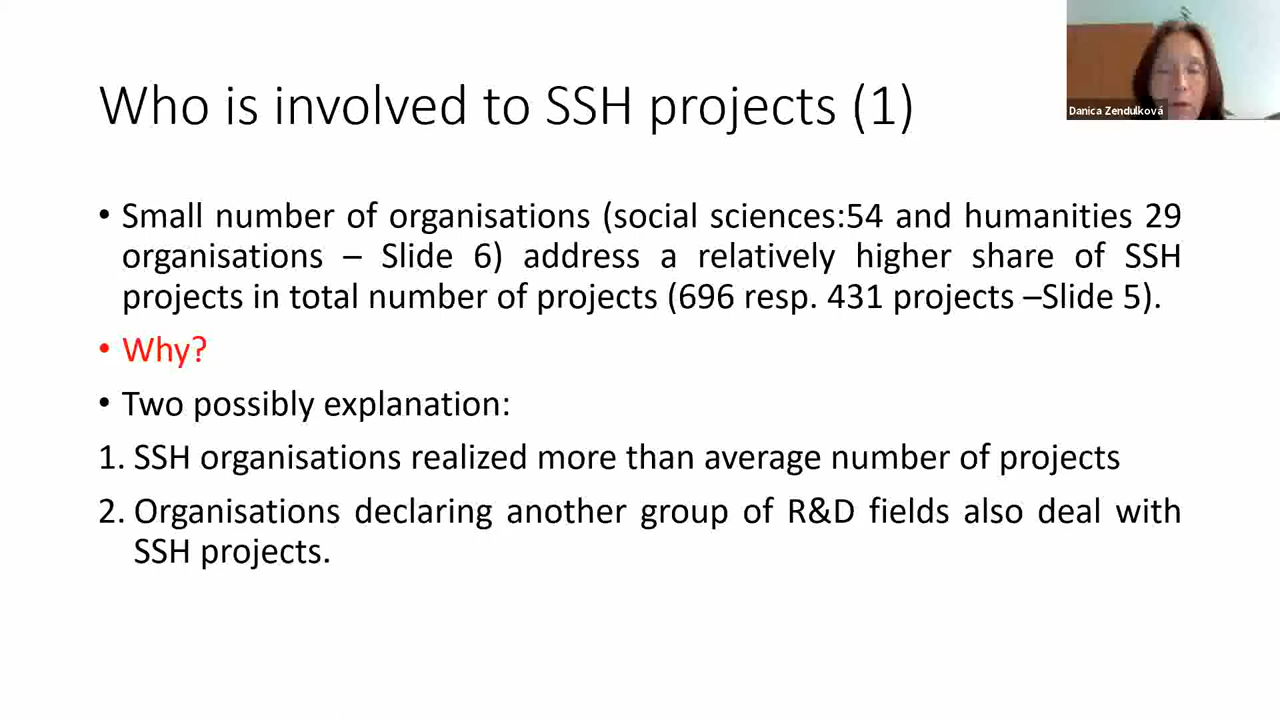 Who is involved to SSH projects (1)
Danica Zendulková
• Small number of organisations (social sciences:54 and humanities 29
organisations – Slide 6) address a relatively higher share of SSH
projects in total number of projects (696 resp. 431 projects –Slide 5).
• Why?
• Two possibly explanation:
1. SSH organisations realized more than average number of projects
2. Organisations declaring another group of R&D fields also deal with
SSH projects.